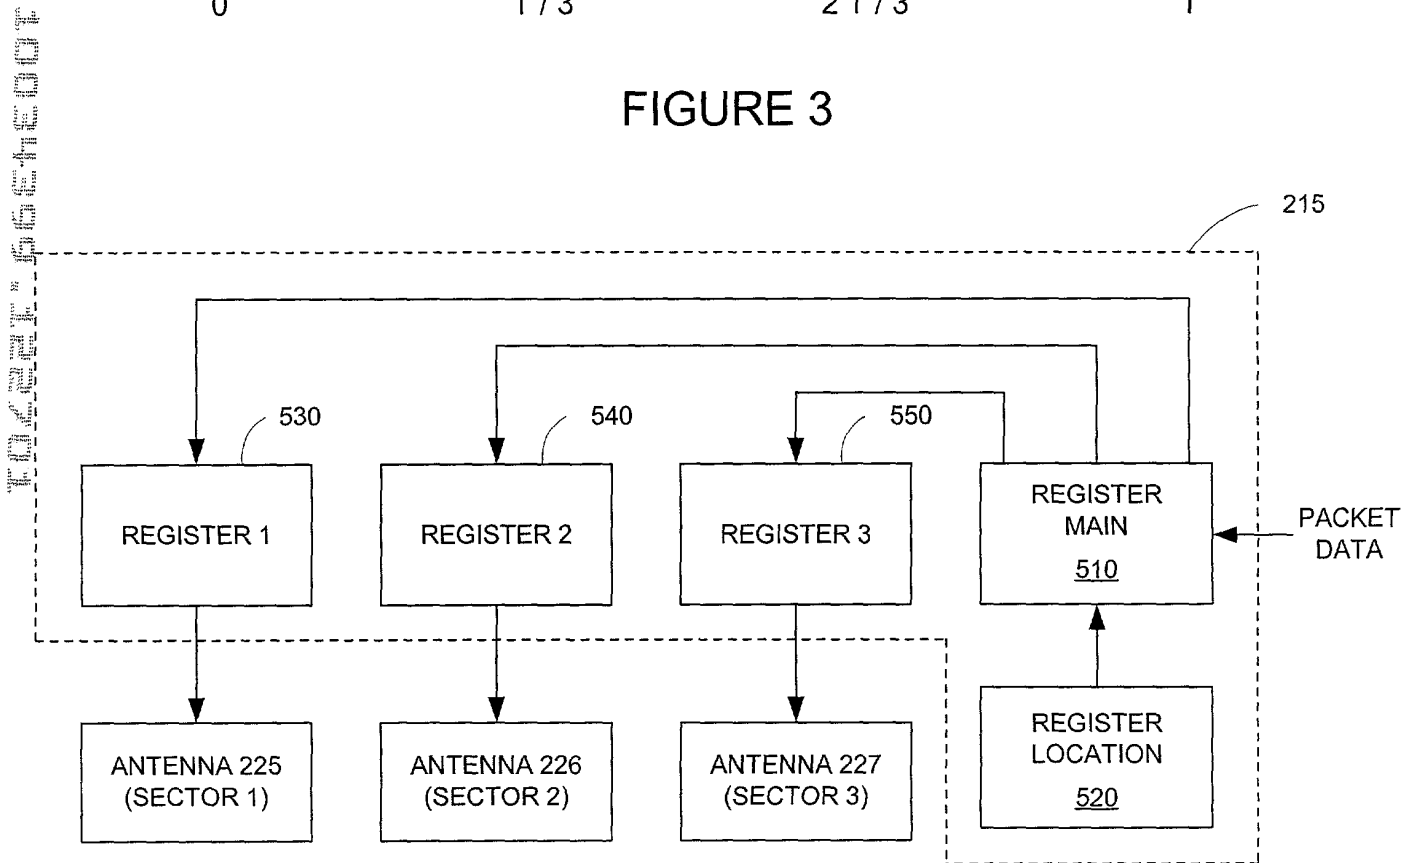 0 1 / 3 2 T / 3 T
FIGURE 3
215
530
540
550
REGISTER 1
REGISTER 2
REGISTER 3
REGISTER
MAIN
510
PACKET
DATA
ANTENNA 225
(SECTOR 1)
ANTENNA 226
(SECTOR 2)
ANTENNA 227
(SECTOR 3)
REGISTER
LOCATION
520